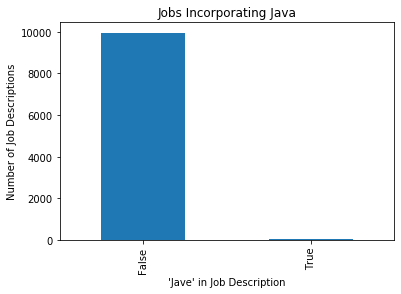 Jobs Incorporating Java
Number of Job Descriptions
10000
8000
6000
4000
2000
0
False
True
'Jave' in Job Description